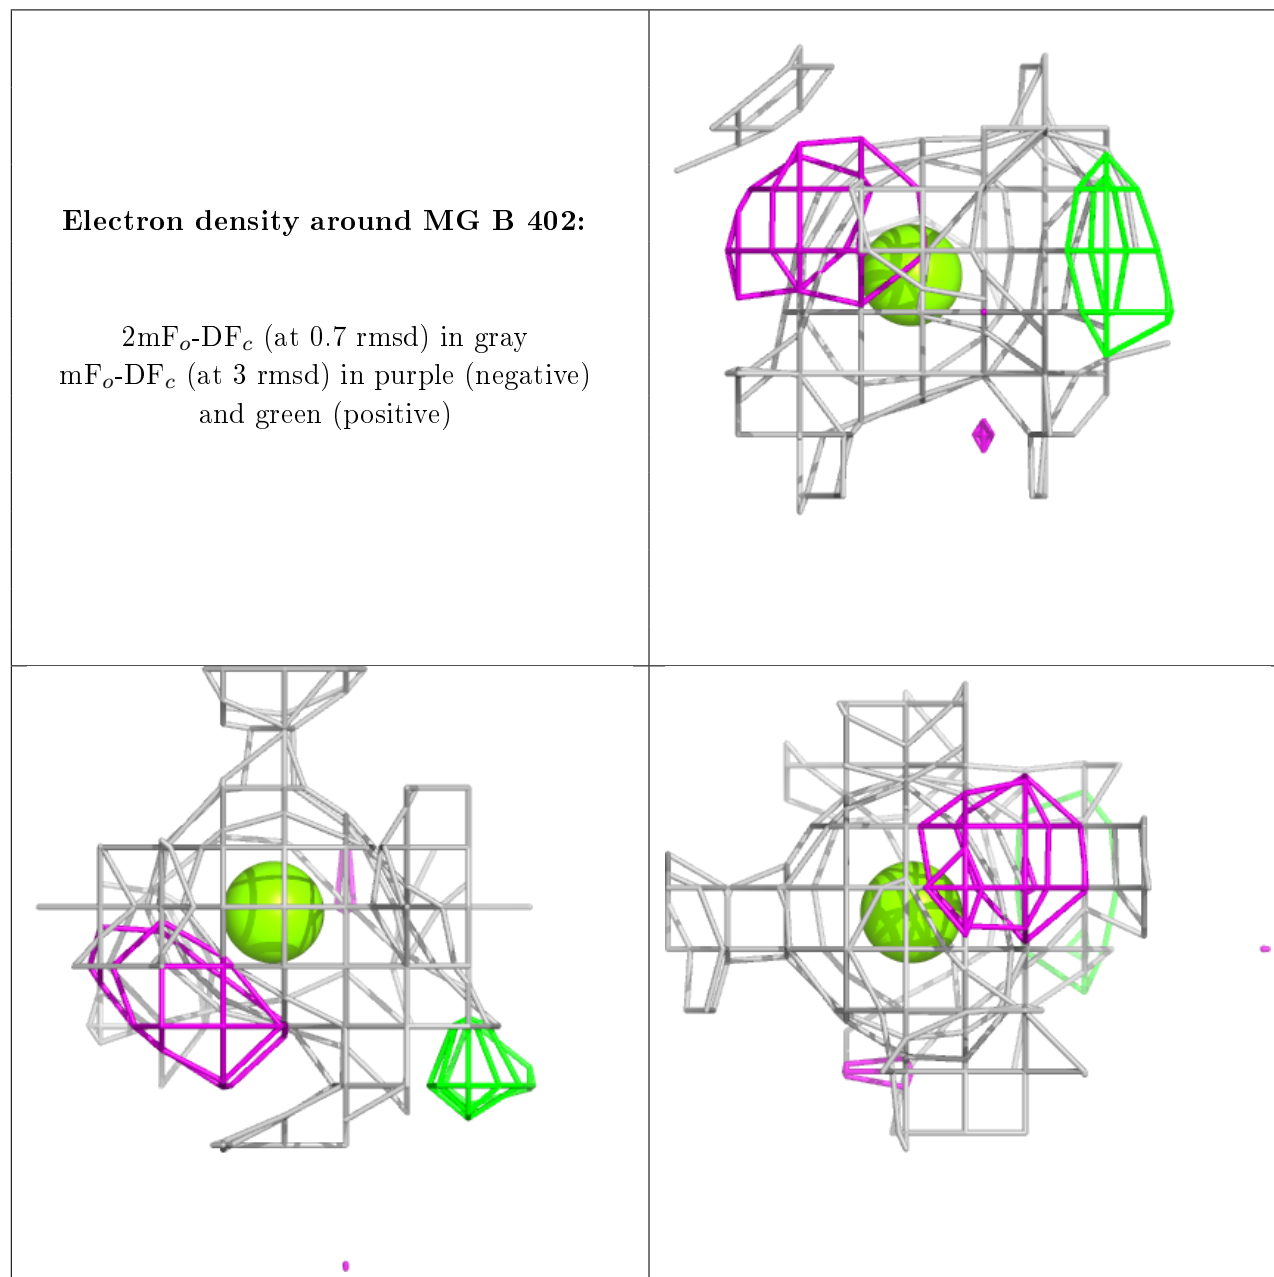 Electron density around MG B 402:
2mFₒ-DF𝒸 (at 0.7 rmsd) in gray
mFₒ-DF𝒸 (at 3 rmsd) in purple (negative)
and green (positive)